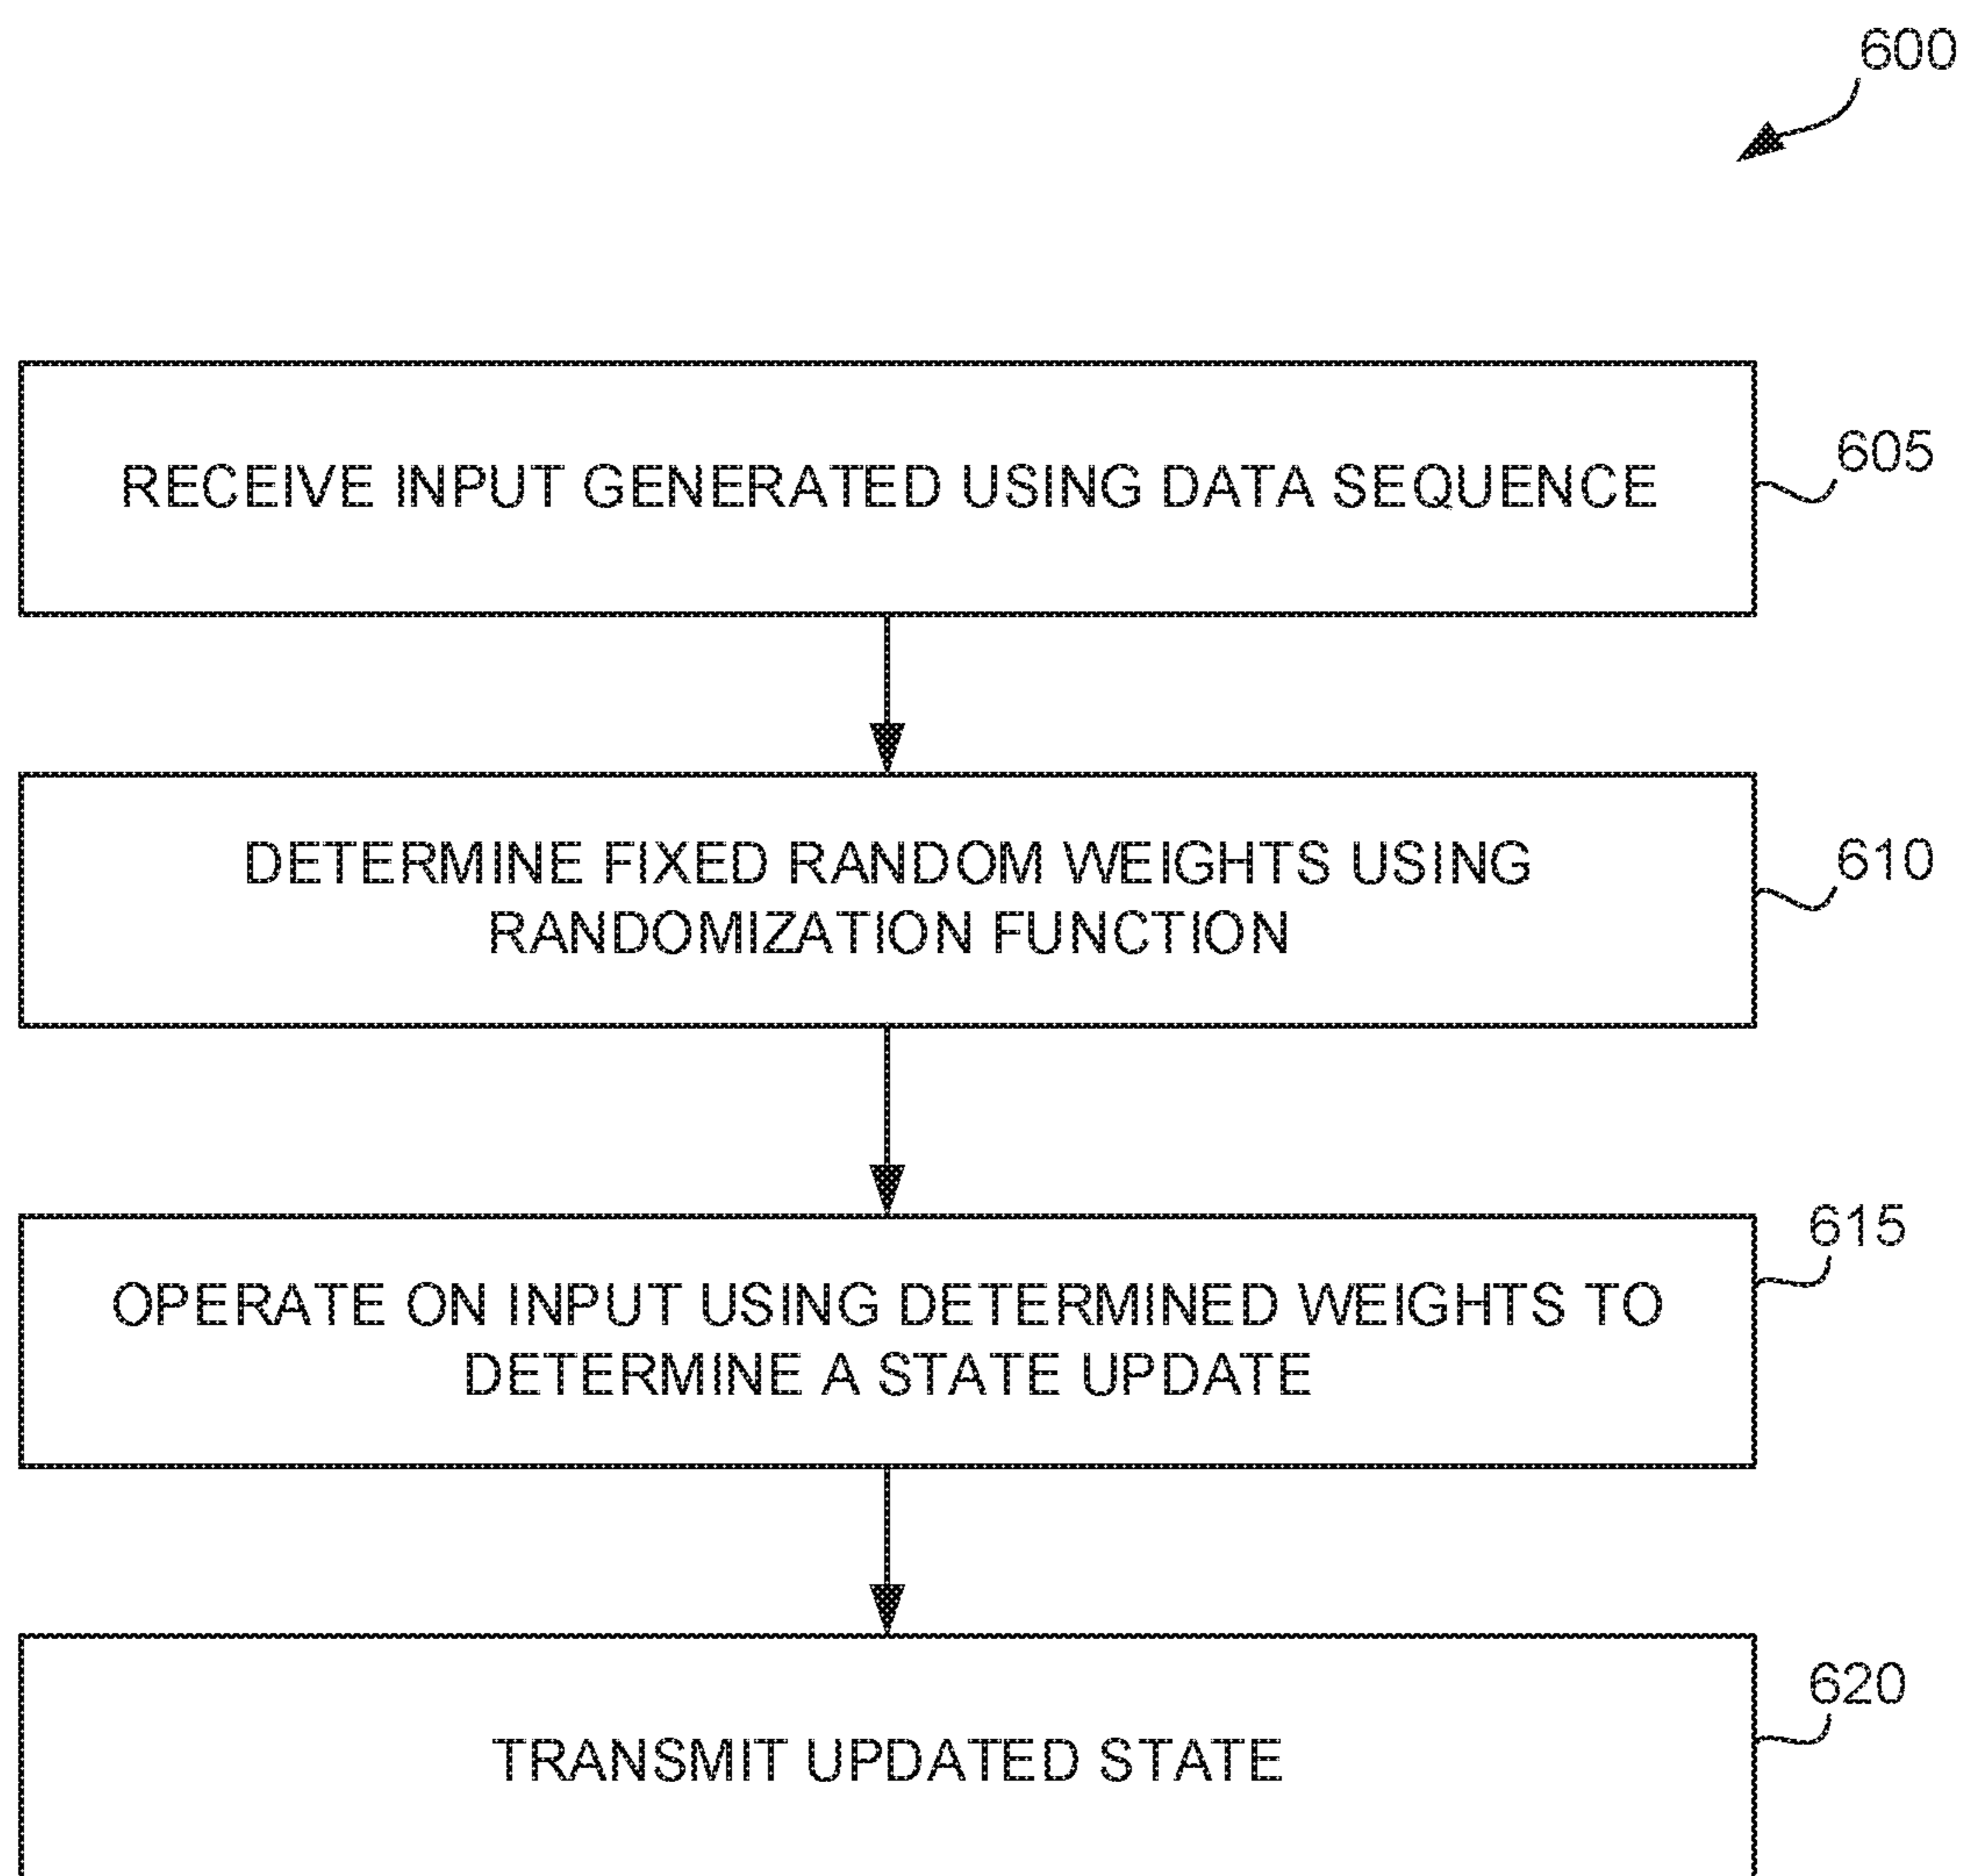 600
RECEIVE INPUT GENERATED USING DATA SEQUENCE
605
DETERMINE FIXED RANDOM WEIGHTS USING
RANDOMIZATION FUNCTION
610
OPERATE ON INPUT USING DETERMINED WEIGHTS TO
DETERMINE A STATE UPDATE
615
TRANSMIT UPDATED STATE
620